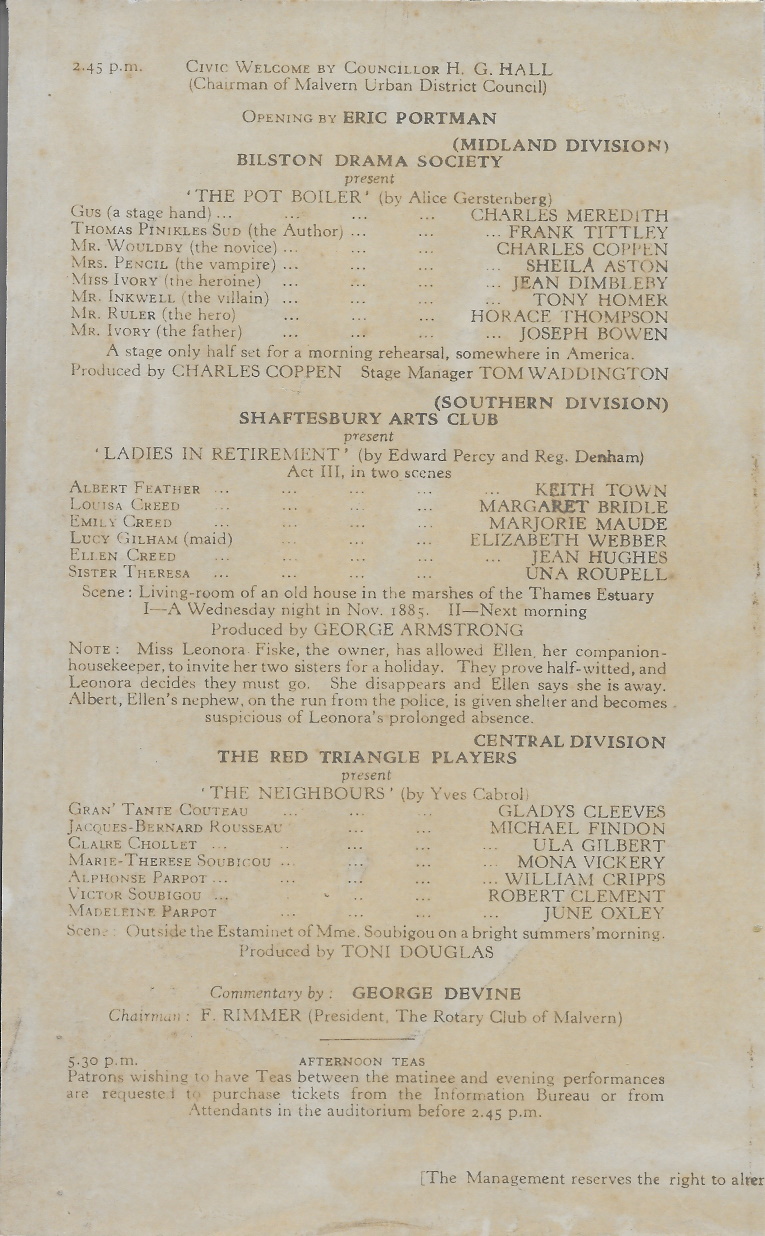 2.45 p.m. Civic Welcome by Councillor H. G. HALL
(Chairman of Malvern Urban District Council)
Opening by ERIC PORTMAN
(MIDLAND DIVISION)
BILSTON DRAMA SOCIETY
present
'THE POT BOILER' (by Alice Gerstenberg)
Gus (a stage hand) ... ... ... ... CHARLES MEREDITH
Thomas Pinikles Sud (the Author) ... ... ... FRANK TITTLEY
Mr. Wouldby (the novice) ... ... ... CHARLES COPPEN
Mrs. Pencil (the vampire) ... ... ... ... SHEILA ASTON
Miss Ivory (the heroine) ... ... ... ... JEAN DIMBLEBY
Mr. Inkwell (the villain) ... ... ... ... TONY HOMER
Mr. Ruler (the hero) ... ... ... HORACE THOMPSON
Mr. Ivory (the father) ... ... ... ... JOSEPH BOWEN
A stage only half set for a morning rehearsal, somewhere in America.
Produced by CHARLES COPPEN Stage Manager TOM WADDINGTON
(SOUTHERN DIVISION)
SHAFTESBURY ARTS CLUB
present
'LADIES IN RETIREMENT' (by Edward Percy and Reg. Denham)
Act III, in two scenes
Albert Feather ... ... ... ... ... KEITH TOWN
Louisa Creed ... ... ... ... MARGARET BRIDLE
Emily Creed ... ... ... ... MARJORIE MAUDE
Lucy Gilham (maid) ... ... ... ELIZABETH WEBBER
Ellen Creed ... ... ... ... ... JEAN HUGHES
Sister Theresa ... ... ... ... ... UNA ROUPELL
Scene: Living-room of an old house in the marshes of the Thames Estuary
I—A Wednesday night in Nov. 1885. II—Next morning
Produced by GEORGE ARMSTRONG
Note: Miss Leonora Fiske, the owner, has allowed Ellen, her companion-
housekeeper, to invite her two sisters for a holiday. They prove half-witted, and
Leonora decides they must go. She disappears and Ellen says she is away.
Albert, Ellen's nephew, on the run from the police, is given shelter and becomes
suspicious of Leonora's prolonged absence.
CENTRAL DIVISION
THE RED TRIANGLE PLAYERS
present
'THE NEIGHBOURS' (by Yves Cabrol)
Gran' Tante Couteau ... ... ... GLADYS CLEEVES
Jacques-Bernard Rousseau ... ... MICHAEL FINDON
Claire Chollet ... ... ... ... ... ULA GILBERT
Marie-Therese Soubigou ... ... ... ... MONA VICKERY
Alphonse Parpot ... ... ... ... ... WILLIAM CRIPPS
Victor Soubigou ... ... ... ROBERT CLEMENT
Madeleine Parpot ... ... ... ... JUNE OXLEY
Scene: Outside the Estaminet of Mme. Soubigou on a bright summers' morning.
Produced by TONI DOUGLAS
Commentary by: GEORGE DEVINE
Chairman: F. RIMMER (President, The Rotary Club of Malvern)
5.30 p.m. AFTERNOON TEAS
Patrons wishing to have Teas between the matinee and evening performances
are requested to purchase tickets from the Information Bureau or from
Attendants in the auditorium before 2.45 p.m.
[The Management reserves the right to alter